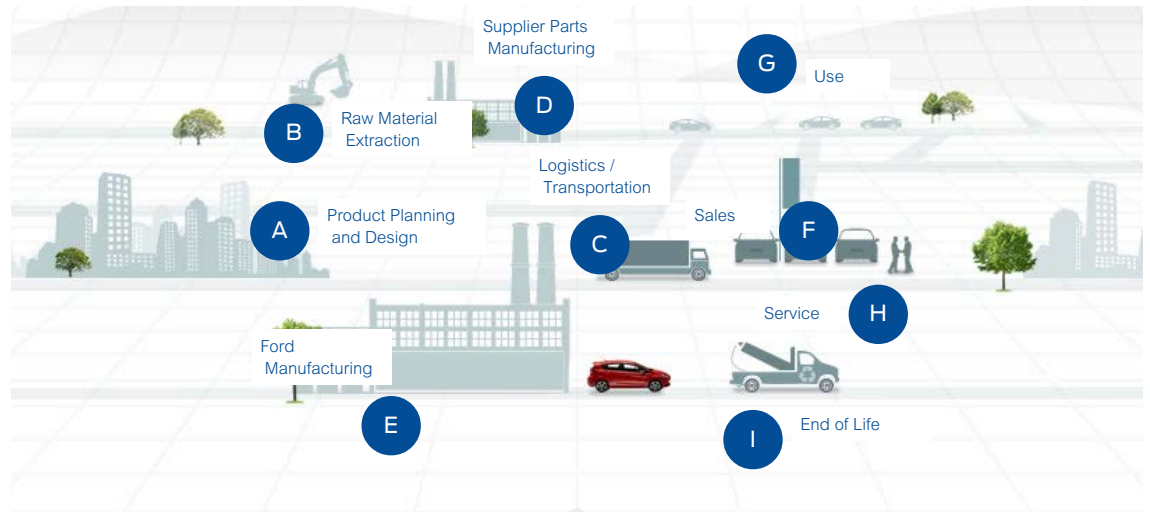 Supplier Parts
Manufacturing
D
G
Use
B
Raw Material
Extraction
Logistics /
Transportation
C
A
Product Planning
and Design
Sales
F
Service
H
Ford
Manufacturing
E
I
End of Life